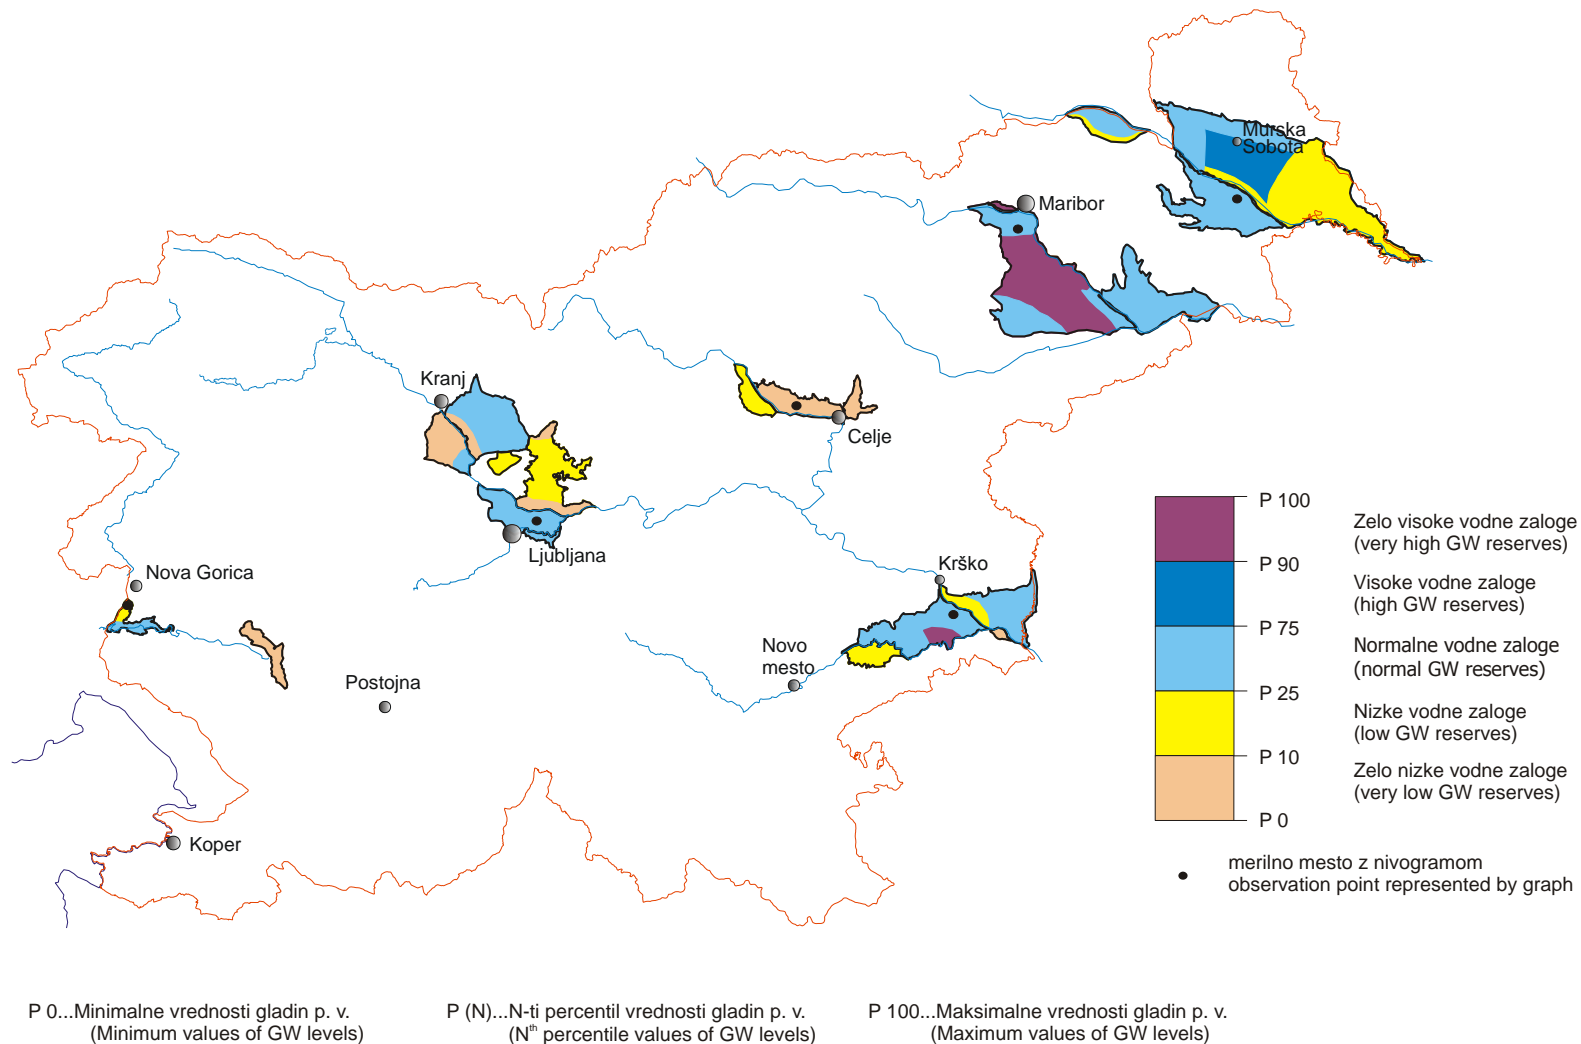 Murska
Sobota
Maribor
Kranj
Celje
Ljubljana
Nova Gorica
Krško
Novo
mesto
Postojna
Koper
P 100
Zelo visoke vodne zaloge
(very high GW reserves)
P 90
Visoke vodne zaloge
(high GW reserves)
P 75
Normalne vodne zaloge
(normal GW reserves)
P 25
Nizke vodne zaloge
(low GW reserves)
P 10
Zelo nizke vodne zaloge
(very low GW reserves)
P 0
merilno mesto z nivogramom
observation point represented by graph
P 0...Minimalne vrednosti gladin p. v.
(Minimum values of GW levels)
P (N)...N-ti percentil vrednosti gladin p. v.
(Nth percentile values of GW levels)
P 100...Maksimalne vrednosti gladin p. v.
(Maximum values of GW levels)